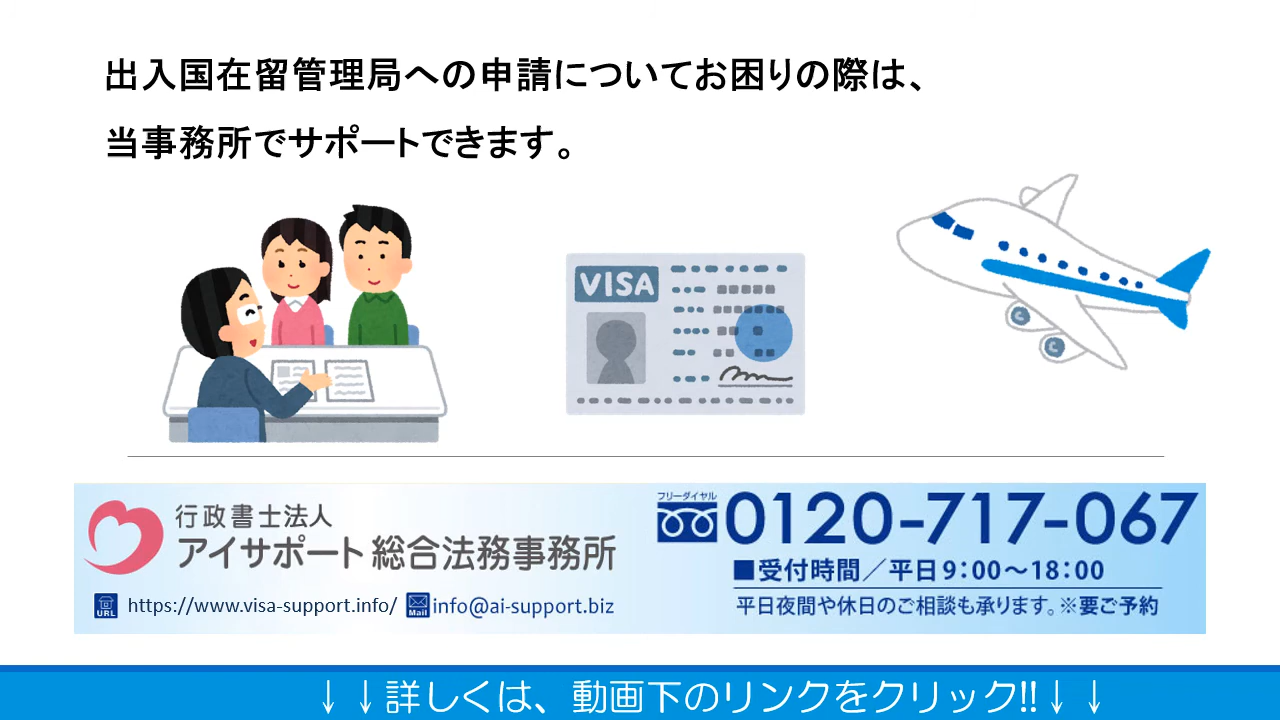 出入国在留管理局への申請についてお困りの際は、
当事務所でサポートできます。
VISA
行政書士法人
アイサポート 総合法務事務所
URL https://www.visa-support.info/ Mail info@ai-support.biz
フリーダイヤル
0120-717-067
■受付時間／平日9：00～18：00
平日夜間や休日のご相談も承ります。※要ご予約
↓↓詳しくは、動画下のリンクをクリック!!↓↓